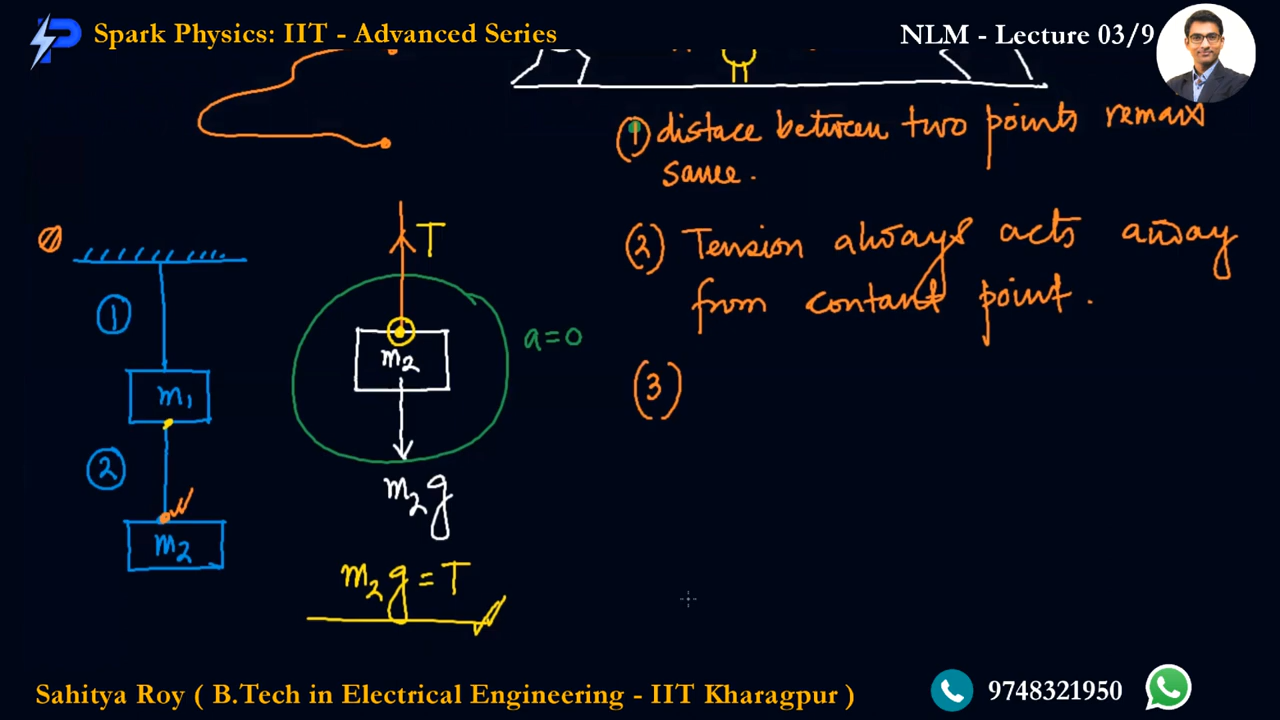 Spark Physics: IIT - Advanced Series
NLM - Lecture 03/9
(1) distace between two points remains
same.
(2) Tension always acts away
from contant point.
(3)
T
a=0
m2
m2g
m2g = T
1
m1
2
m2
Sahitya Roy ( B.Tech in Electrical Engineering - IIT Kharagpur )
9748321950